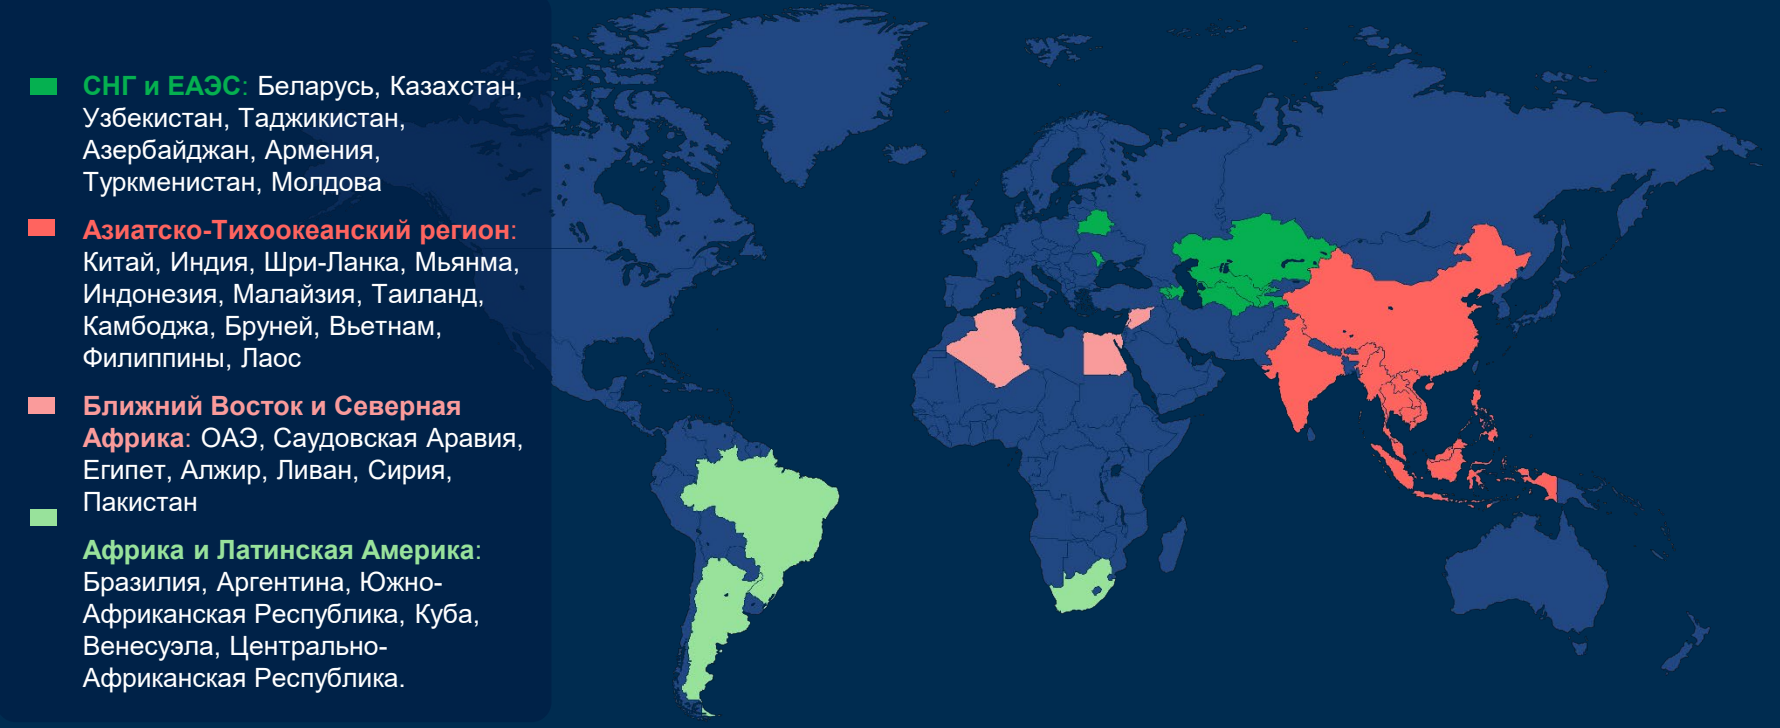 СНГ и ЕАЭС: Беларусь, Казахстан,
Узбекистан, Таджикистан,
Азербайджан, Армения,
Туркменистан, Молдова
Азиатско-Тихоокеанский регион:
Китай, Индия, Шри-Ланка, Мьянма,
Индонезия, Малайзия, Таиланд,
Камбоджа, Бруней, Вьетнам,
Филиппины, Лаос
Ближний Восток и Северная
Африка: ОАЭ, Саудовская Аравия,
Египет, Алжир, Ливан, Сирия,
Пакистан
Африка и Латинская Америка:
Бразилия, Аргентина, Южно-
Африканская Республика, Куба,
Венесуэла, Центрально-
Африканская Республика.